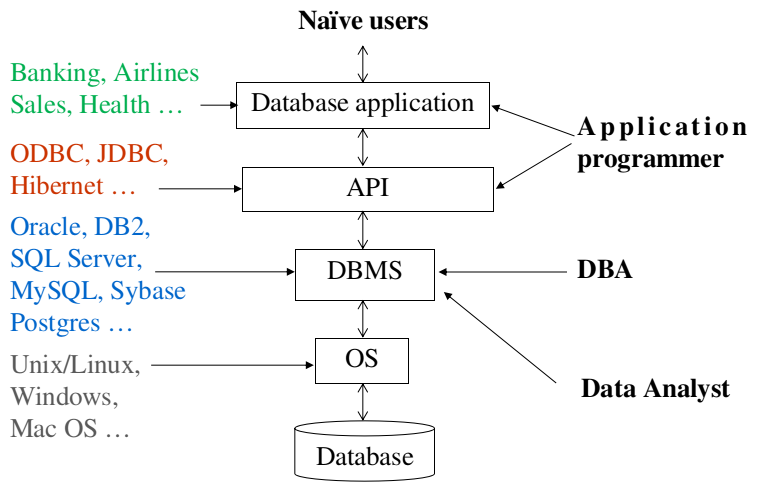 Naïve users
Banking, Airlines
Sales, Health …
Database application
Application
programmer
ODBC, JDBC,
Hibernet …
API
Oracle, DB2,
SQL Server,
MySQL, Sybase
Postgres …
DBMS
DBA
Unix/Linux,
Windows,
Mac OS …
OS
Data Analyst
Database